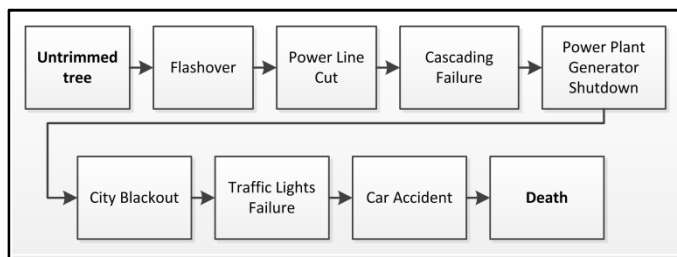 Untrimmed
tree
Flashover
Power Line
Cut
Cascading
Failure
Power Plant
Generator
Shutdown
City Blackout
Traffic Lights
Failure
Car Accident
Death